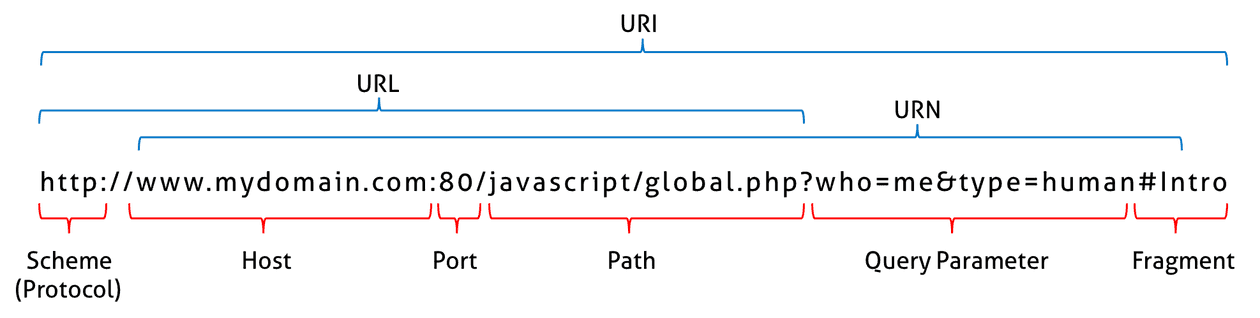 URI
URL
URN
http://www.mydomain.com:80/javascript/global.php?who=me&type=human#Intro
Scheme
(Protocol)
Host
Port
Path
Query Parameter
Fragment